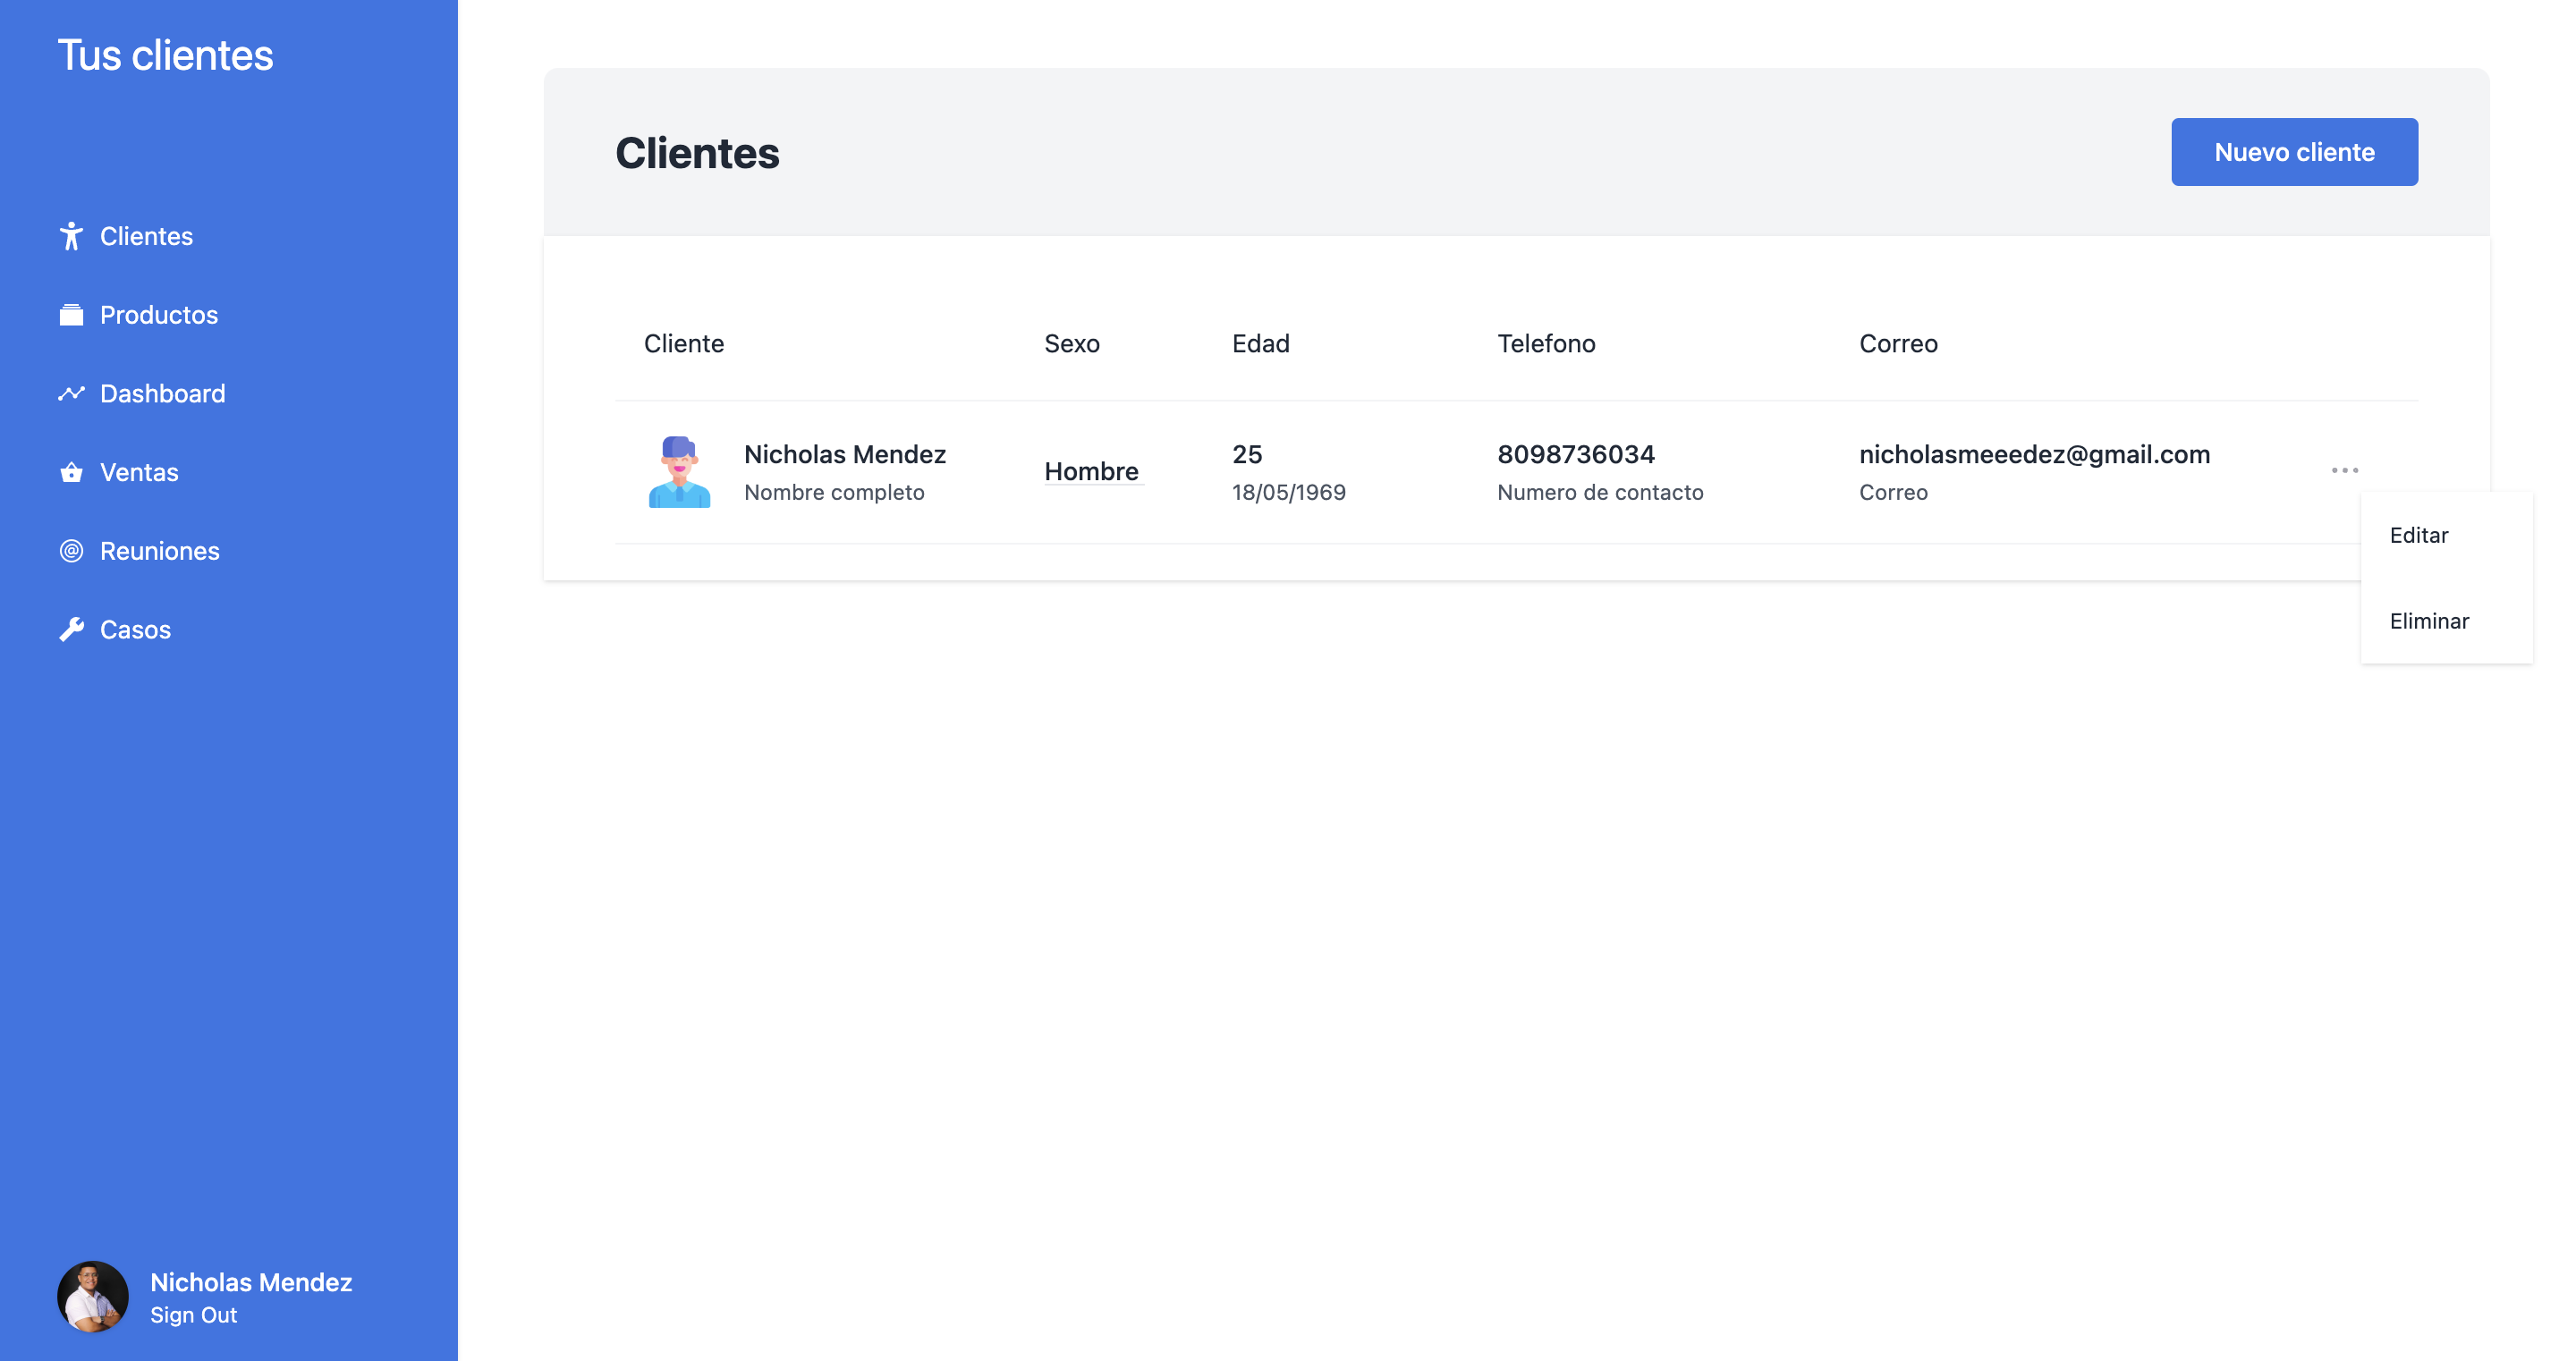 Tus clientes
Clientes
Productos
Dashboard
Ventas
Reuniones
Casos
Nicholas Mendez
Sign Out
Clientes
Nuevo cliente
Cliente Sexo Edad Telefono Correo
Nicholas Mendez Hombre 25 8098736034 nicholasmeeedez@gmail.com
Nombre completo 18/05/1969 Numero de contacto Correo
Editar
Eliminar